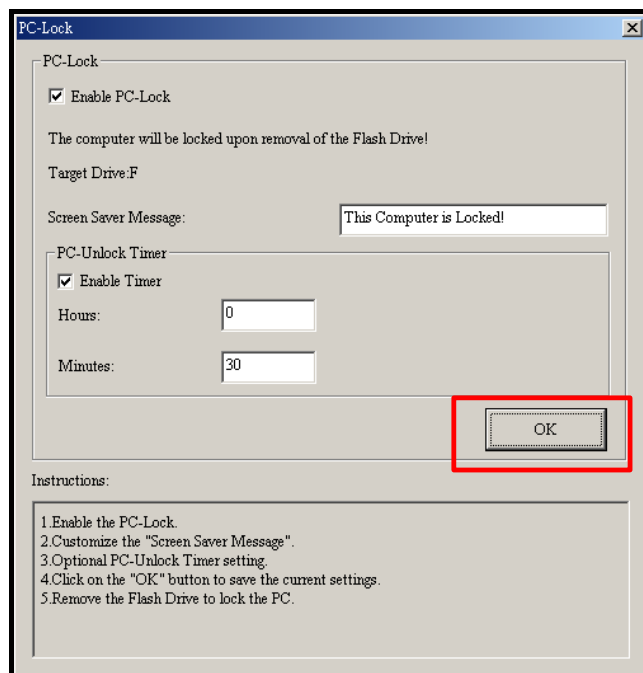 PC-Lock
PC-Lock
Enable PC-Lock
The computer will be locked upon removal of the Flash Drive!
Target Drive:F
Screen Saver Message: This Computer is Locked!
PC-Unlock Timer
Enable Timer
Hours: 0
Minutes: 30
OK
Instructions:
1.Enable the PC-Lock.
2.Customize the "Screen Saver Message".
3.Optional PC-Unlock Timer setting.
4.Click on the "OK" button to save the current settings.
5.Remove the Flash Drive to lock the PC.